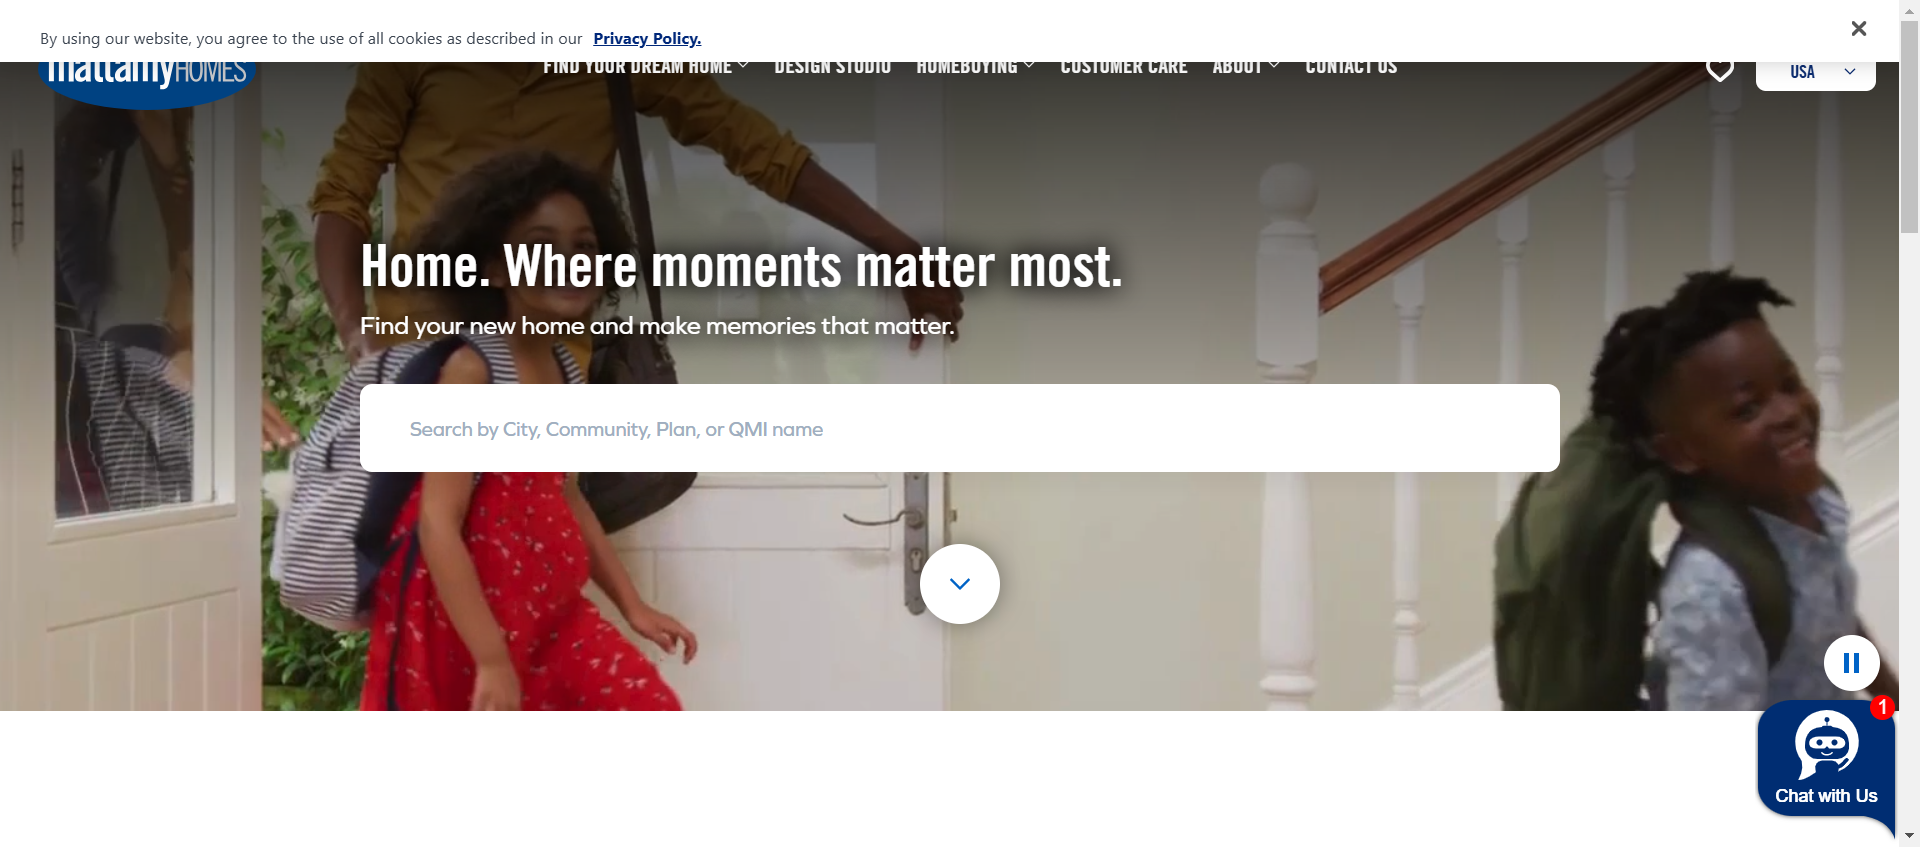 By using our website, you agree to the use of all cookies as described in our Privacy Policy.
mattamyHOMES
FIND YOUR DREAM HOME
DESIGN STUDIO
HOMEBUYING
CUSTOMER CARE
ABOUT
CONTACT US
USA
Home. Where moments matter most.
Find your new home and make memories that matter.
Search by City, Community, Plan, or QMI name
1
Chat with Us